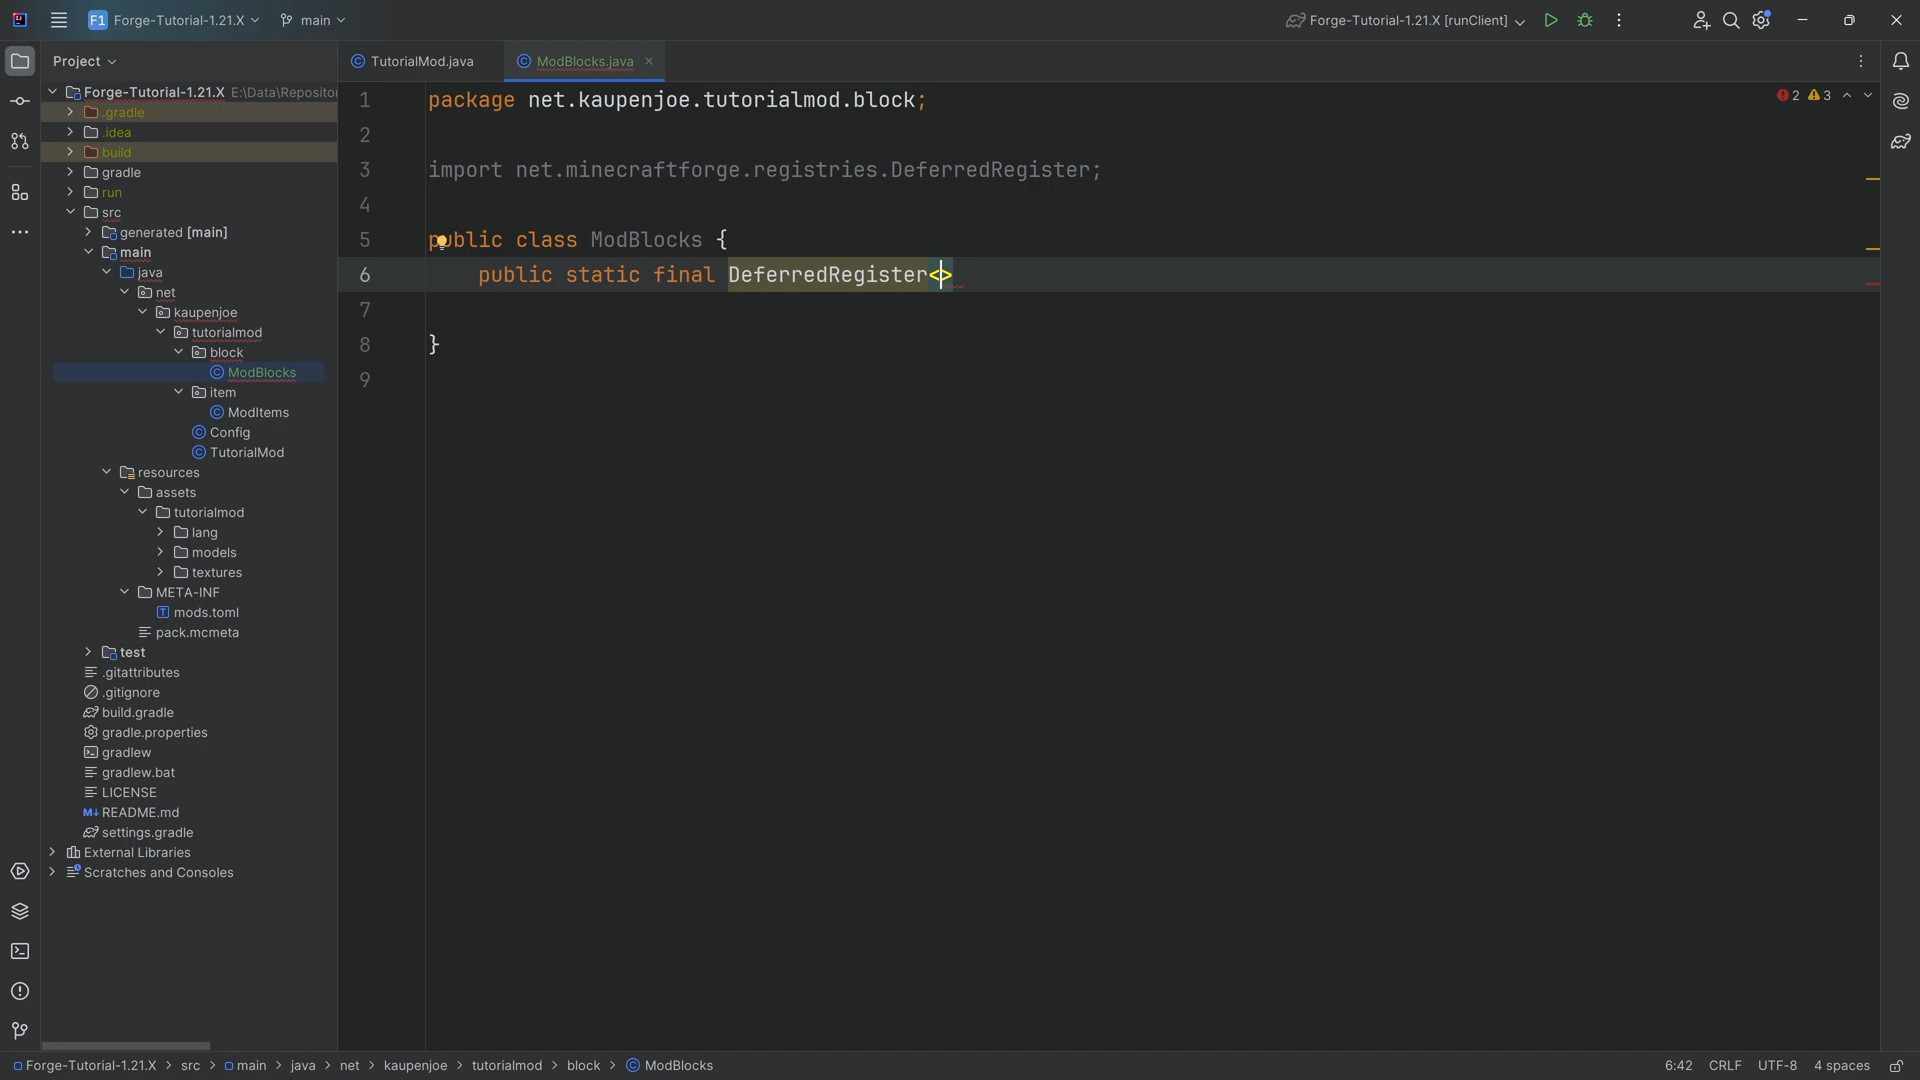 F1 Forge-Tutorial-1.21.X main Forge-Tutorial-1.21.X [runClient]
Project
TutorialMod.java
ModBlocks.java
Forge-Tutorial-1.21.X E:\Data\Repositor
.gradle
.idea
build
gradle
run
src
generated [main]
main
java
net
kaupenjoe
tutorialmod
block
ModBlocks
item
ModItems
Config
TutorialMod
resources
assets
tutorialmod
lang
models
textures
META-INF
mods.toml
pack.mcmeta
test
.gitattributes
.gitignore
build.gradle
gradle.properties
gradlew
gradlew.bat
LICENSE
README.md
settings.gradle
External Libraries
Scratches and Consoles
1 package net.kaupenjoe.tutorialmod.block;
2
3 import net.minecraftforge.registries.DeferredRegister;
4
5 public class ModBlocks {
6 public static final DeferredRegister<>
7
8 }
9
2 3
Forge-Tutorial-1.21.X > src > main > java > net > kaupenjoe > tutorialmod > block > ModBlocks
6:42 CRLF UTF-8 4 spaces